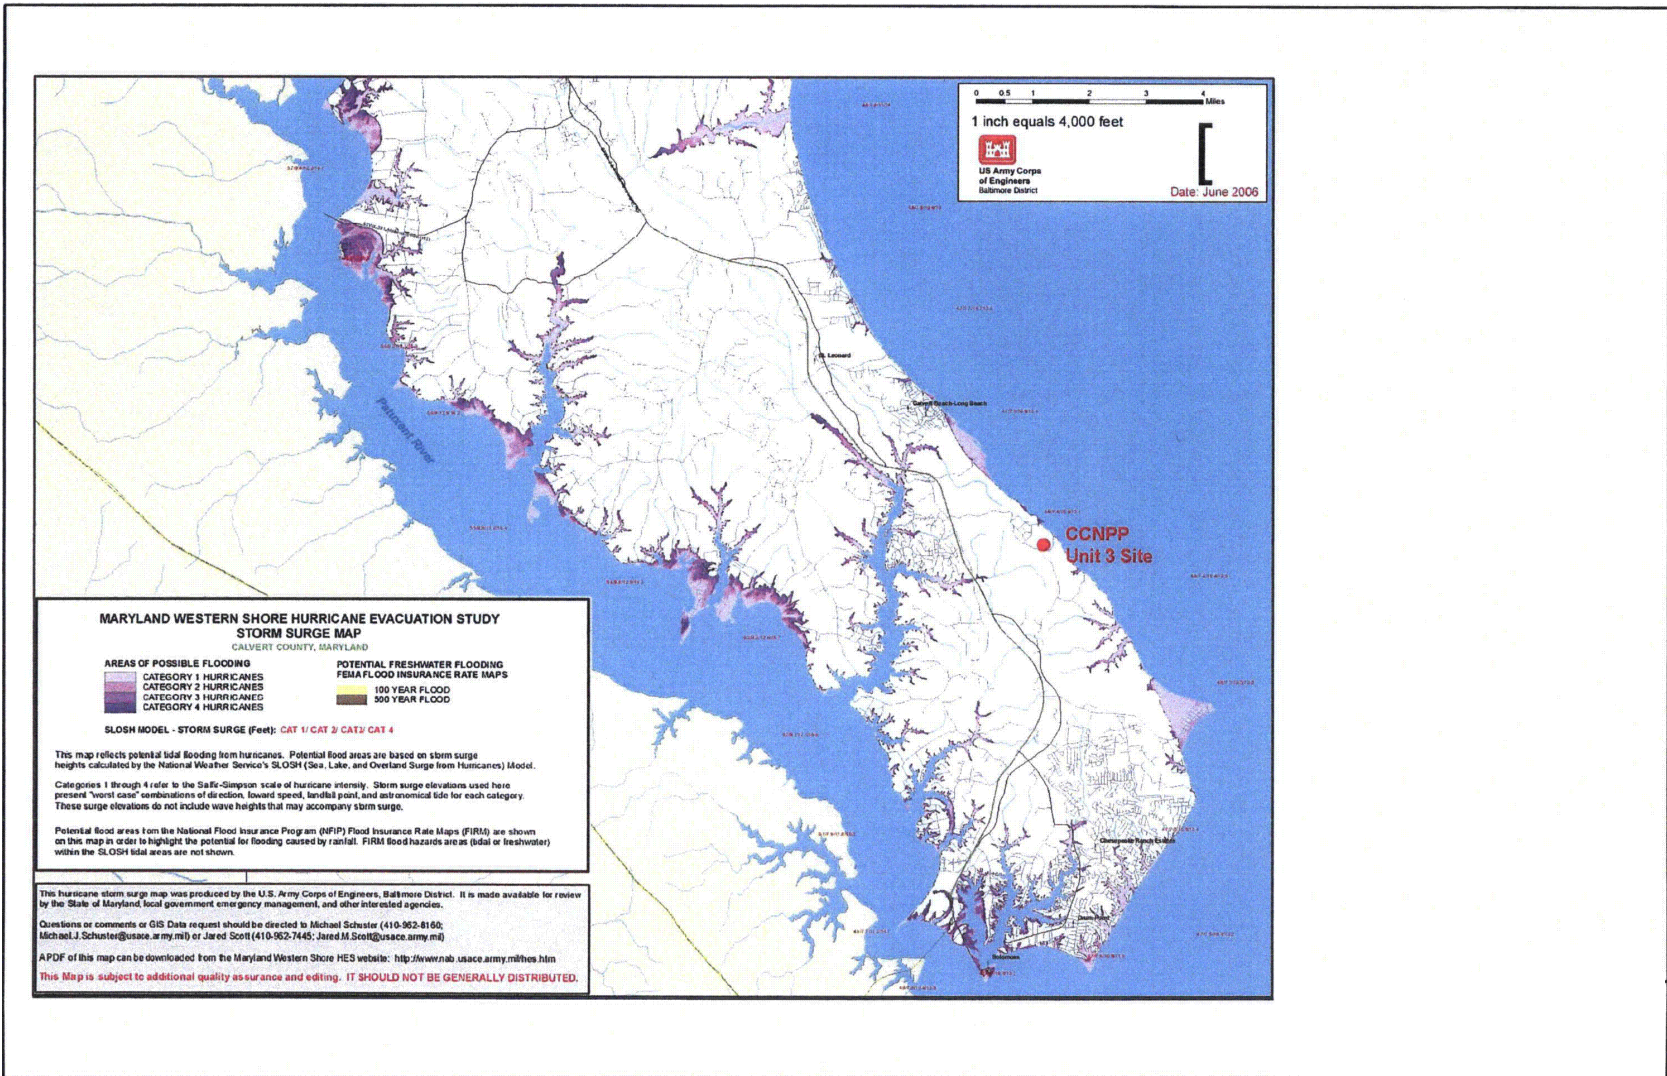 0 0.5 1 2 3 4
Miles
1 inch equals 4,000 feet
US Army Corps
of Engineers
Baltimore District
Date: June 2006
St. Leonard
Calvert Beach-Long Beach
Patuxent River
CCNPP
Unit 3 Site
Chesapeake Ranch Estates
Drum Point
Solomons
MARYLAND WESTERN SHORE HURRICANE EVACUATION STUDY
STORM SURGE MAP
CALVERT COUNTY, MARYLAND
AREAS OF POSSIBLE FLOODING
CATEGORY 1 HURRICANES
CATEGORY 2 HURRICANES
CATEGORY 3 HURRICANES
CATEGORY 4 HURRICANES
POTENTIAL FRESHWATER FLOODING
FEMA FLOOD INSURANCE RATE MAPS
100 YEAR FLOOD
500 YEAR FLOOD
SLOSH MODEL - STORM SURGE (Feet): CAT 1/ CAT 2/ CAT3/ CAT 4
This map reflects potential tidal flooding from hurricanes. Potential flood areas are based on storm surge
heights calculated by the National Weather Service's SLOSH (Sea, Lake, and Overland Surge from Hurricanes) Model.
Categories 1 through 4 refer to the Saffir-Simpson scale of hurricane intensity. Storm surge elevations used here
present "worst case" combinations of direction, foward speed, landfall point, and astronomical tide for each category.
These surge elevations do not include wave heights that may accompany storm surge.
Potential flood areas from the National Flood Insurance Program (NFIP) Flood Insurance Rate Maps (FIRM) are shown
on this map in order to highlight the potential for flooding caused by rainfall. FIRM flood hazards areas (tidal or freshwater)
within the SLOSH tidal areas are not shown.
This hurricane storm surge map was produced by the U.S. Army Corps of Engineers, Baltimore District. It is made available for review
by the State of Maryland, local government emergency management, and other interested agencies.
Questions or comments or GIS Data request should be directed to Michael Schuster (410-962-8160;
Michael.J.Schuster@usace.army.mil) or Jared Scott (410-962-7445; Jared.M.Scott@usace.army.mil)
A PDF of this map can be downloaded from the Maryland Western Shore HES website: http://www.nab.usace.army.mil/hes.htm
This Map is subject to additional quality assurance and editing. IT SHOULD NOT BE GENERALLY DISTRIBUTED.